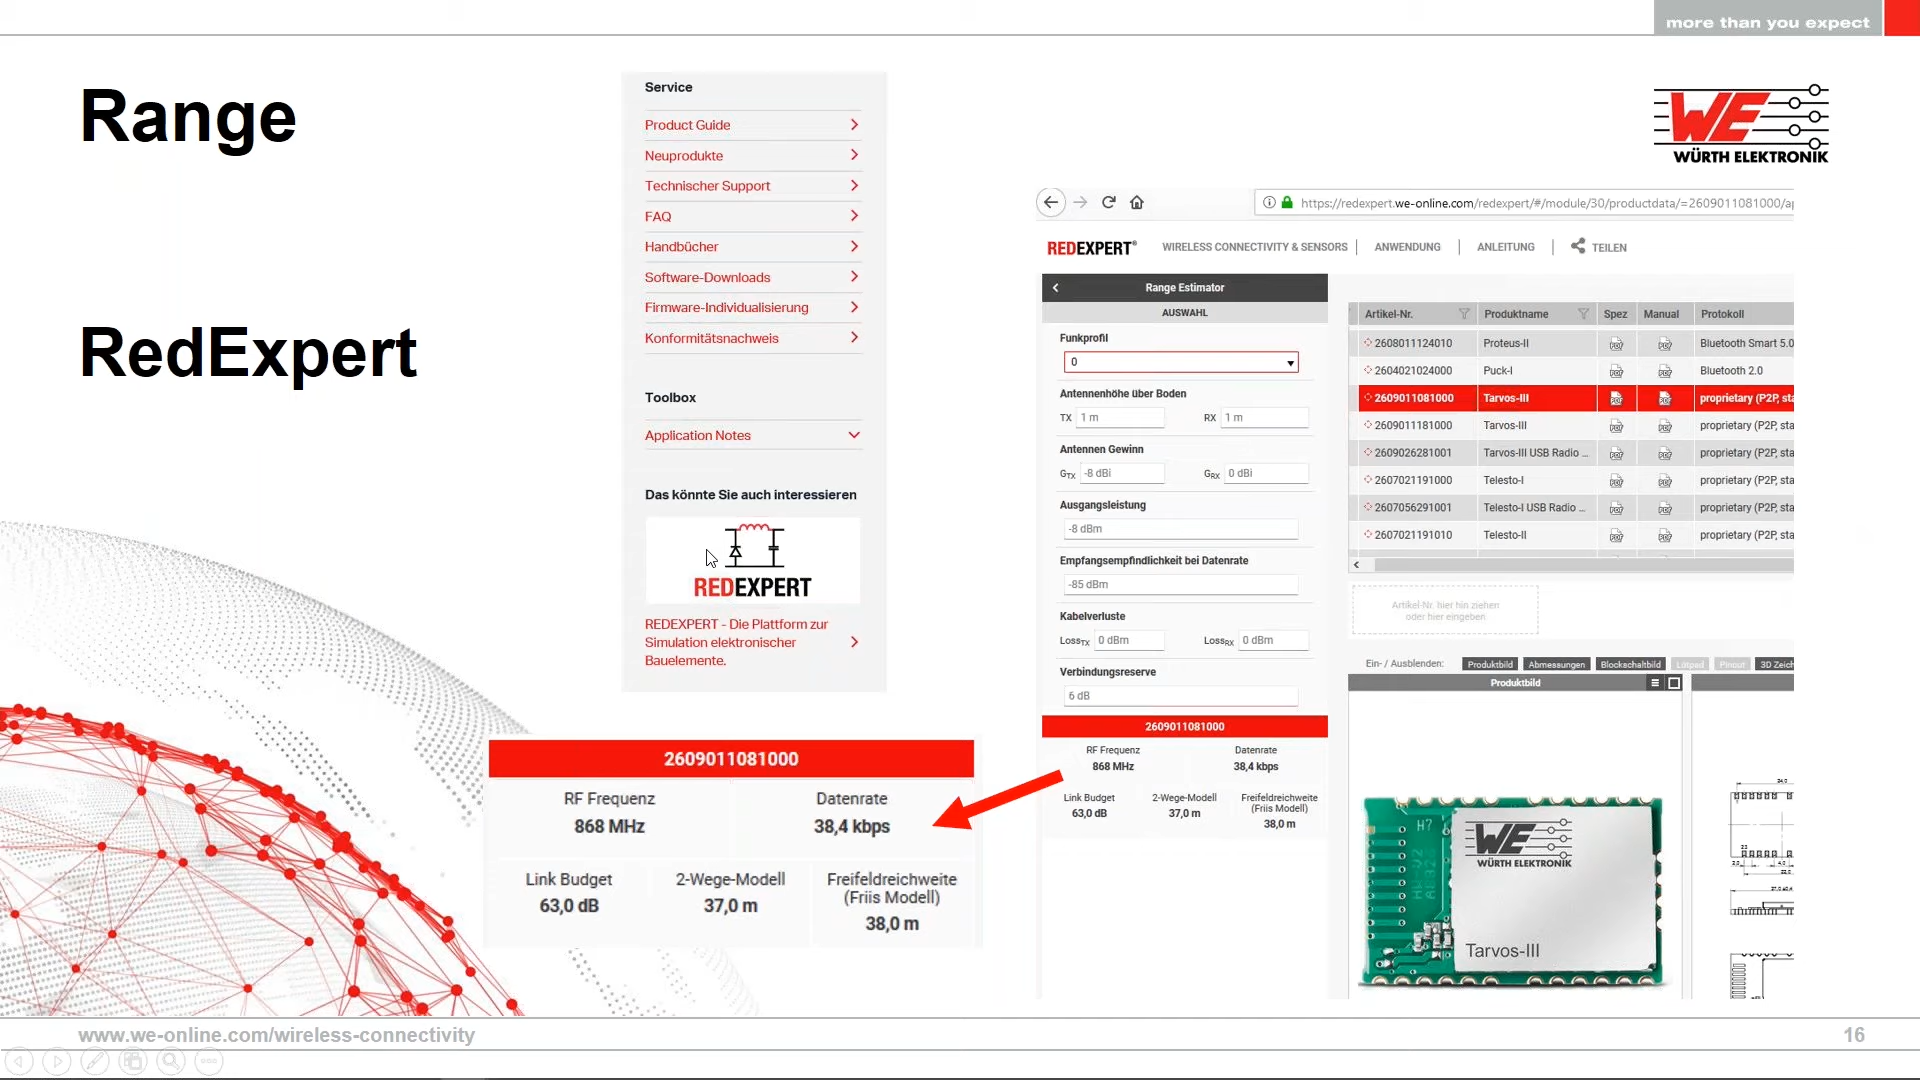 more than you expect
Range
RedExpert
Service
Product Guide
Neuprodukte
Technischer Support
FAQ
Handbücher
Software-Downloads
Firmware-Individualisierung
Konformitätsnachweis
Toolbox
Application Notes
Das könnte Sie auch interessieren
REDEXPERT
REDEXPERT - Die Plattform zur
Simulation elektronischer
Bauelemente.
2609011081000
RF Frequenz Datenrate
868 MHz 38,4 kbps
Link Budget 2-Wege-Modell Freifeldreichweite
(Friis Modell)
63,0 dB 37,0 m 38,0 m
WE
WÜRTH ELEKTRONIK
https://redexpert.we-online.com/redexpert/#/module/30/productdata/=2609011081000/ap
REDEXPERT® WIRELESS CONNECTIVITY & SENSORS ANWENDUNG ANLEITUNG TEILEN
Range Estimator
AUSWAHL
Funkprofil
0
Antennenhöhe über Boden
TX 1 m RX 1 m
Antennen Gewinn
GTX -8 dBi GRX 0 dBi
Ausgangsleistung
-8 dBm
Empfangsempfindlichkeit bei Datenrate
-85 dBm
Kabelverluste
LossTX 0 dBm LossRX 0 dBm
Verbindungsreserve
6 dB
2609011081000
RF Frequenz Datenrate
868 MHz 38,4 kbps
Link Budget 2-Wege-Modell Freifeldreichweite
(Friis Modell)
63,0 dB 37,0 m 38,0 m
Artikel-Nr. Produktname Spez Manual Protokoll
2608011124010 Proteus-II Bluetooth Smart 5.0
2604021024000 Puck-I Bluetooth 2.0
2609011081000 Tarvos-III proprietary (P2P, sta
2609011181000 Tarvos-III proprietary (P2P, sta
2609026281001 Tarvos-III USB Radio ... proprietary (P2P, sta
2607021191000 Telesto-I proprietary (P2P, sta
2607056291001 Telesto-I USB Radio ... proprietary (P2P, sta
2607021191010 Telesto-II proprietary (P2P, sta
Artikel-Nr. hier hin ziehen
oder hier eingeben
Ein- / Ausblenden: Produktbild Abmessungen Blockschaltbild Lötpad Pinout 3D Zeich
Produktbild
WE
WÜRTH ELEKTRONIK
Tarvos-III
www.we-online.com/wireless-connectivity
16